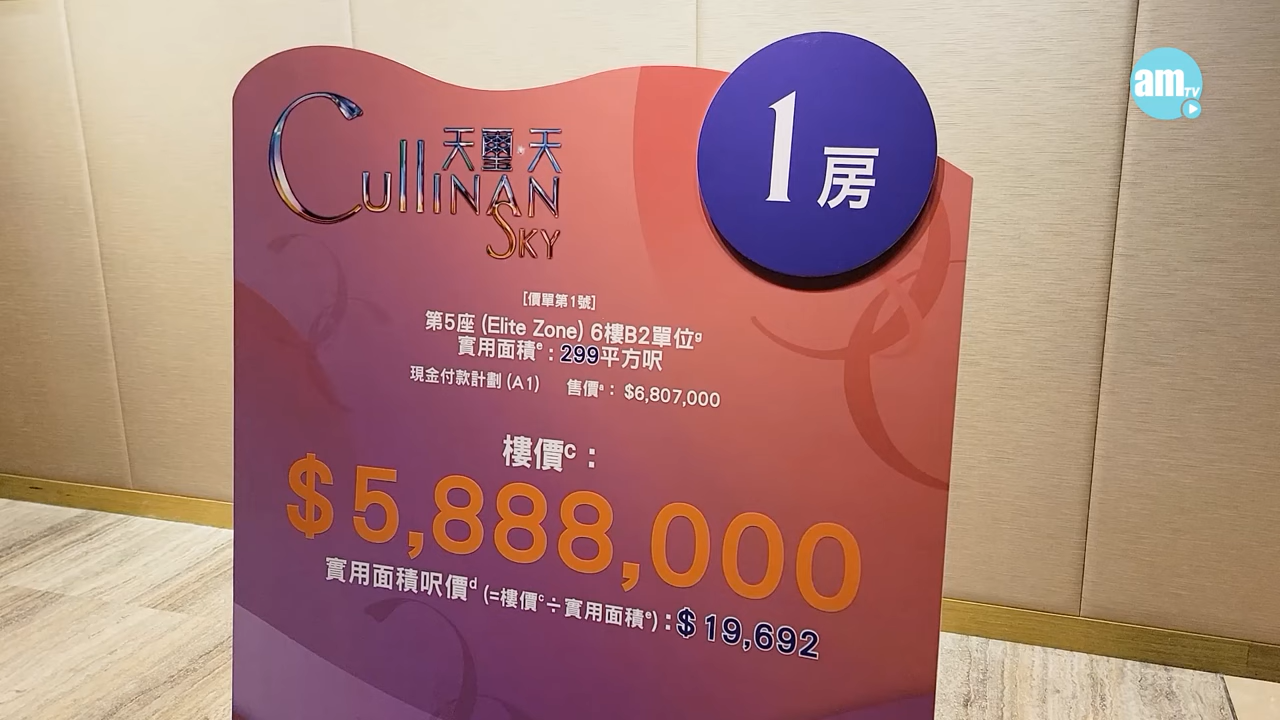 am TV
1房
天璽·天
Cullinan
Sky
[價單第1號]
第5座 (Elite Zone) 6樓B2單位g
實用面積e：299平方呎
現金付款計劃 (A1) 售價a：$6,807,000
樓價c：
$5,888,000
實用面積呎價d (=樓價c÷實用面積e)：$19,692